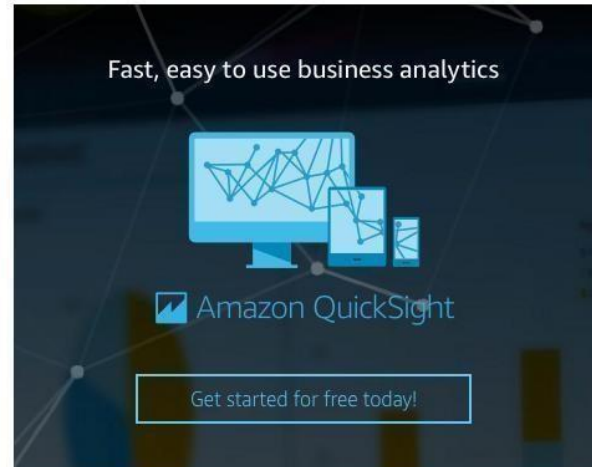 Fast, easy to use business analytics
Amazon QuickSight
Get started for free today!